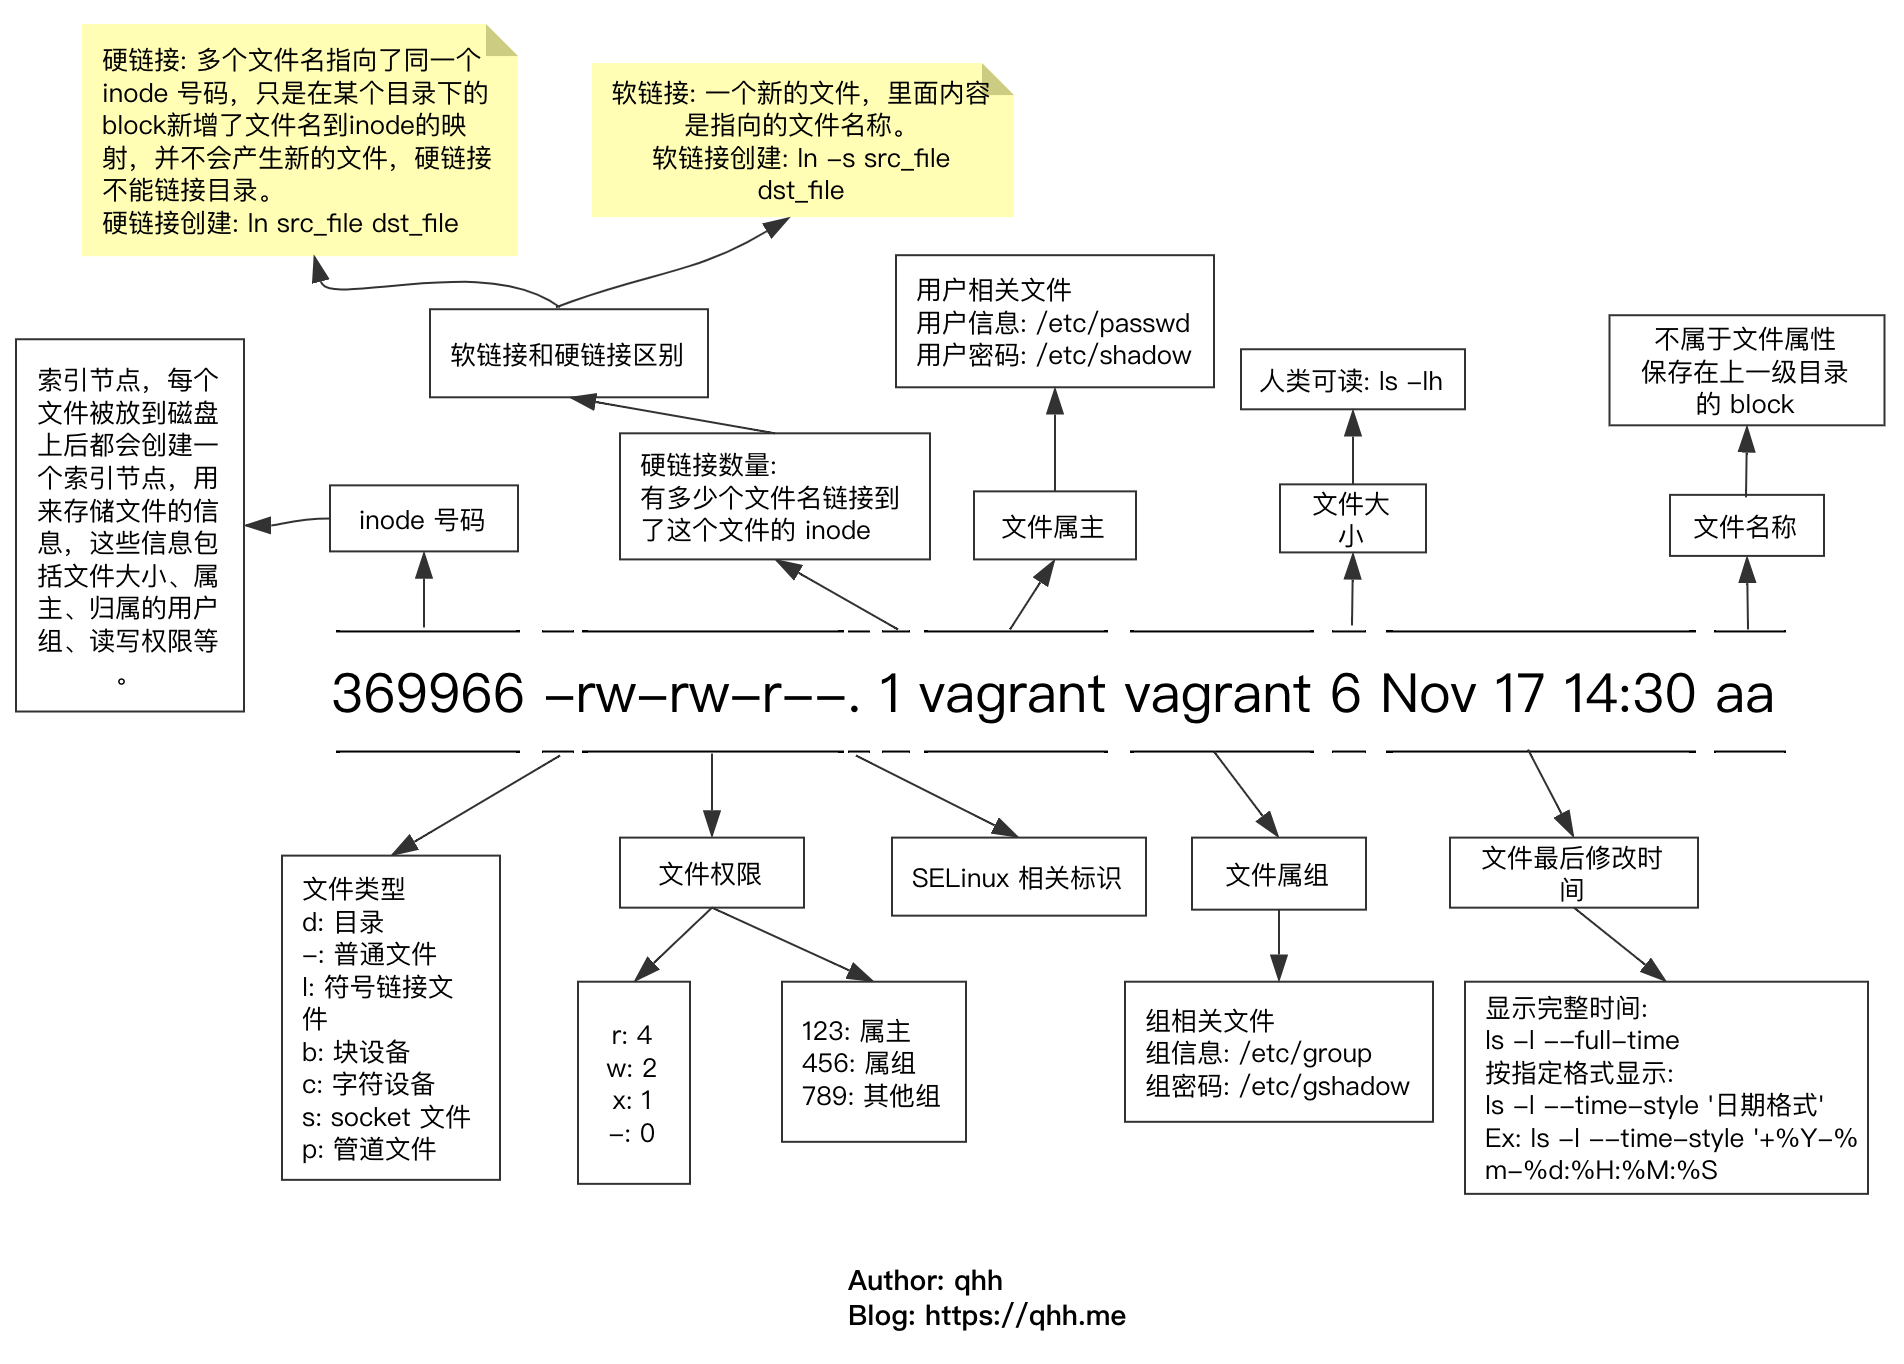 硬链接: 多个文件名指向了同一个
inode 号码，只是在某个目录下的
block新增了文件名到inode的映
射，并不会产生新的文件，硬链接
不能链接目录。
硬链接创建: ln src_file dst_file
软链接: 一个新的文件，里面内容
是指向的文件名称。
软链接创建: ln -s src_file
dst_file
软链接和硬链接区别
用户相关文件
用户信息: /etc/passwd
用户密码: /etc/shadow
人类可读: ls -lh
不属于文件属性
保存在上一级目录
的 block
索引节点，每个
文件被放到磁盘
上后都会创建一
个索引节点，用
来存储文件的信
息，这些信息包
括文件大小、属
主、归属的用户
组、读写权限等
。
inode 号码
硬链接数量:
有多少个文件名链接到
了这个文件的 inode
文件属主
文件大
小
文件名称
369966 -rw-rw-r--. 1 vagrant vagrant 6 Nov 17 14:30 aa
文件类型
d: 目录
-: 普通文件
l: 符号链接文
件
b: 块设备
c: 字符设备
s: socket 文件
p: 管道文件
文件权限
r: 4
w: 2
x: 1
-: 0
123: 属主
456: 属组
789: 其他组
SELinux 相关标识
文件属组
组相关文件
组信息: /etc/group
组密码: /etc/gshadow
文件最后修改时
间
显示完整时间:
ls -l --full-time
按指定格式显示:
ls -l --time-style '日期格式'
Ex: ls -l --time-style '+%Y-%
m-%d:%H:%M:%S
Author: qhh
Blog: https://qhh.me